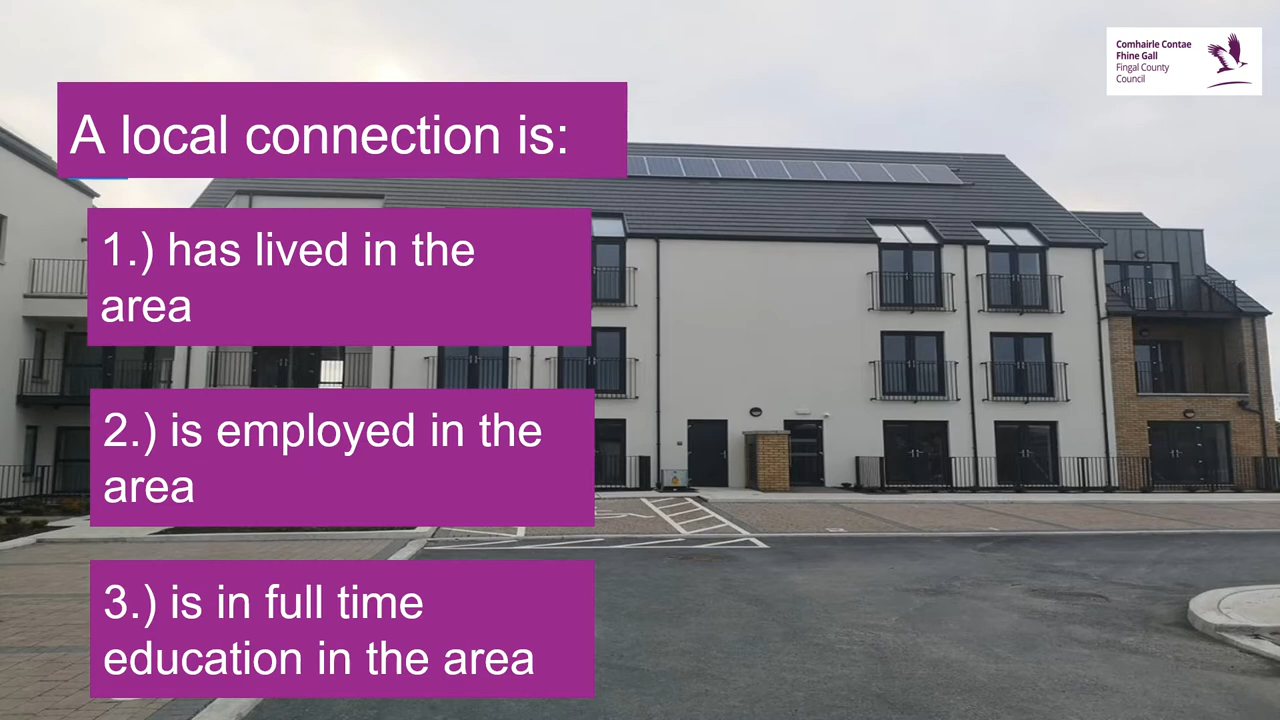 Comhairle Contae
Fhine Gall
Fingal County
Council
A local connection is:
1.) has lived in the
area
2.) is employed in the
area
3.) is in full time
education in the area